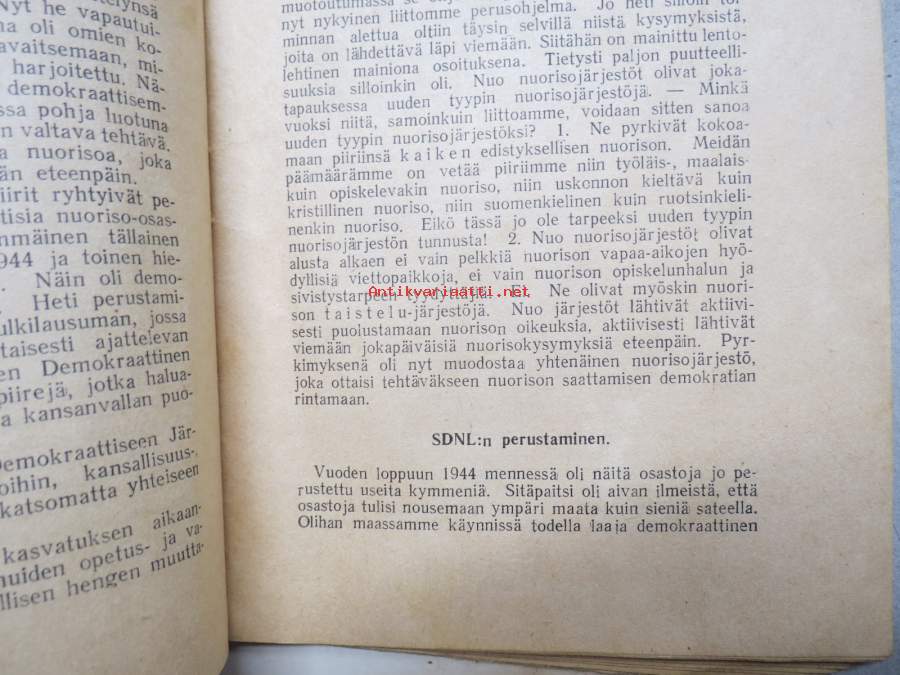 telynsä
Nyt he vapautui-
na oli omien ko-
avaitsemaan, mi-
harjoitettu. Nä-
demokraattisem-
ssa pohja luotuna
n valtava tehtävä,
a nuorisoa, joka
än eteenpäin.
iirit ryhtyivät pe-
tisia nuoriso-osas-
nmäinen tällainen
944 ja toinen hie-
. Näin oli demo-
. Heti perustami-
ulkilausuman, jossa
taisesti ajattelevan
en Demokraattinen
piirejä, jotka halua-
a kansanvallan puo-
Demokraattiseen Jär-
oihin, kansallisuus-
katsomatta yhteiseen
kasvatuksen aikaan-
muiden opetus- ja va-
llisen hengen muutta-
muotoutumassa se
nyt nykyinen liittomme perusohjelma. Jo heti silloin toi-
minnan alettua oltiin täysin selvillä niistä kysymyksistä,
joita on lähdettävä läpi viemään. Siitähän on mainittu lento-
lehtinen mainiona osoituksena. Tietysti paljon puutteelli-
suuksia silloinkin oli. Nuo nuorisojärjestöt olivat joka-
tapauksessa uuden tyypin nuorisojärjestöjä. — Minkä
vuoksi niitä, samoinkuin liittoamme, voidaan sitten sanoa
uuden tyypin nuorisojärjestöksi? 1. Ne pyrkivät kokoa-
maan piiriinsä kaiken edistyksellisen nuorison. Meidän
päämäärämme on vetää piiriimme niin työläis-, maalais-
kuin opiskelevakin nuoriso, niin uskonnon kieltävä kuin
kristillinen nuoriso, niin suomenkielinen kuin ruotsinkieli-
nenkin nuoriso. Eikö tässä jo ole tarpeeksi uuden tyypin
nuorisojärjestön tunnusta! 2. Nuo nuorisojärjestöt olivat
alusta alkaen ei vain pelkkiä nuorison vapaa-aikojen hyö-
dyllisiä viettopaikkoja, ei vain nuorison opiskelunhalun ja
sivistystarpeen tyydyttäjiä. Ei. Ne olivat myöskin nuori-
son taistelu-järjestöjä. Nuo järjestöt lähtivät aktiivi-
sesti puolustamaan nuorison oikeuksia, aktiivisesti lähtivät
viemään jokapäiväisiä nuorisokysymyksiä eteenpäin. Pyr-
kimyksenä oli nyt muodostaa yhtenäinen nuorisojärjestö,
joka ottaisi tehtäväkseen nuorison saattamisen demokratian
rintamaan.
SDNL:n perustaminen.
Vuoden loppuun 1944 mennessä oli näitä osastoja jo pe-
rustettu useita kymmeniä. Sitäpaitsi oli aivan ilmeistä, että
osastoja tulisi nousemaan ympäri maata kuin sieniä sateella.
Olihan maassamme käynnissä todella laaja demokraattinen
Antikvariaatti.net